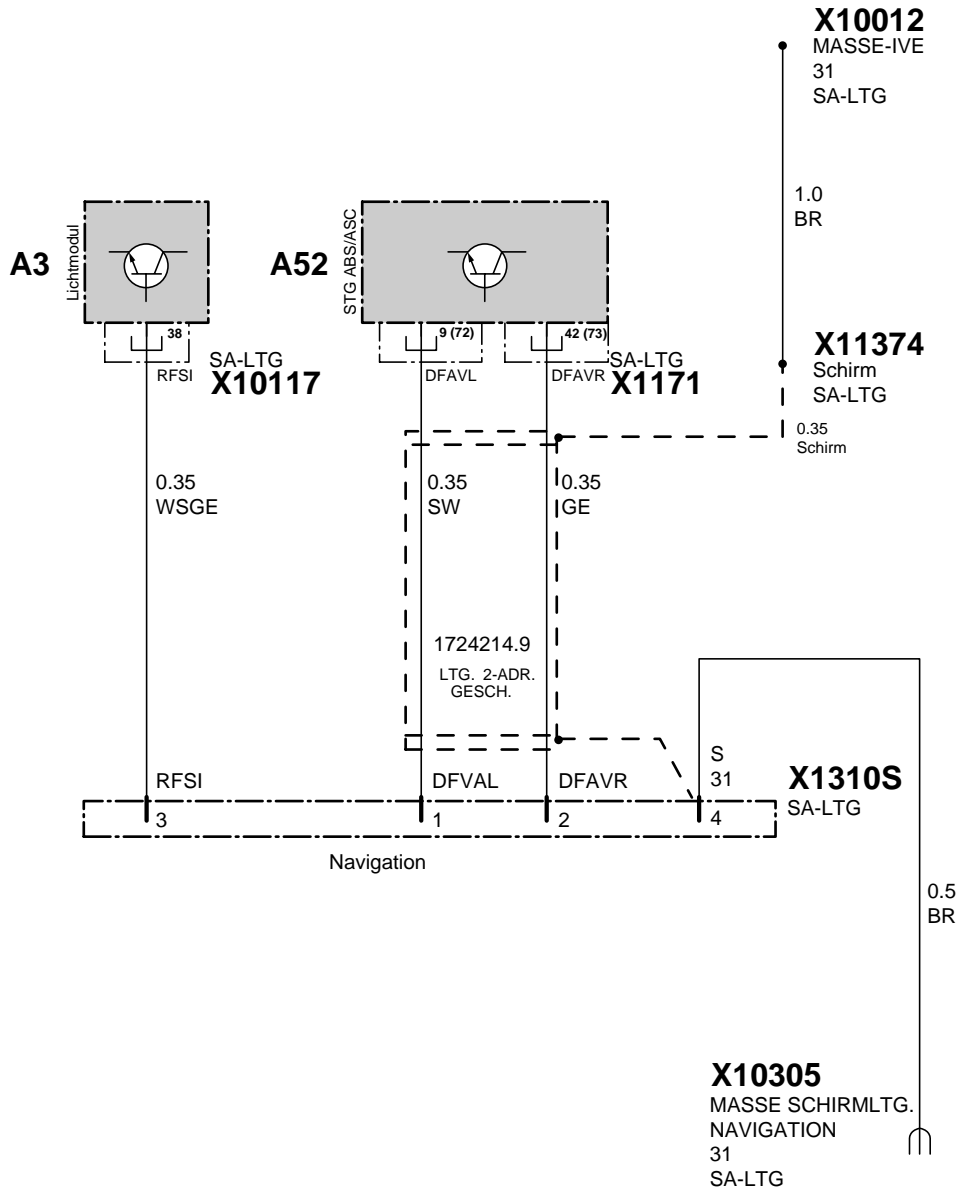 X10012
MASSE-IVE
31
SA-LTG
1.0
BR
A3
Lichtmodul
38
RFSI
SA-LTG
X10117
A52
STG ABS/ASC
9 (72)
DFAVL
42 (73)
DFAVR
SA-LTG
X1171
X11374
Schirm
SA-LTG
0.35
Schirm
0.35
WSGE
0.35
SW
0.35
GE
1724214.9
LTG. 2-ADR.
GESCH.
RFSI
DFVAL
DFAVR
S
31
X1310S
SA-LTG
3
1
2
4
Navigation
0.5
BR
X10305
MASSE SCHIRMLTG.
NAVIGATION
31
SA-LTG